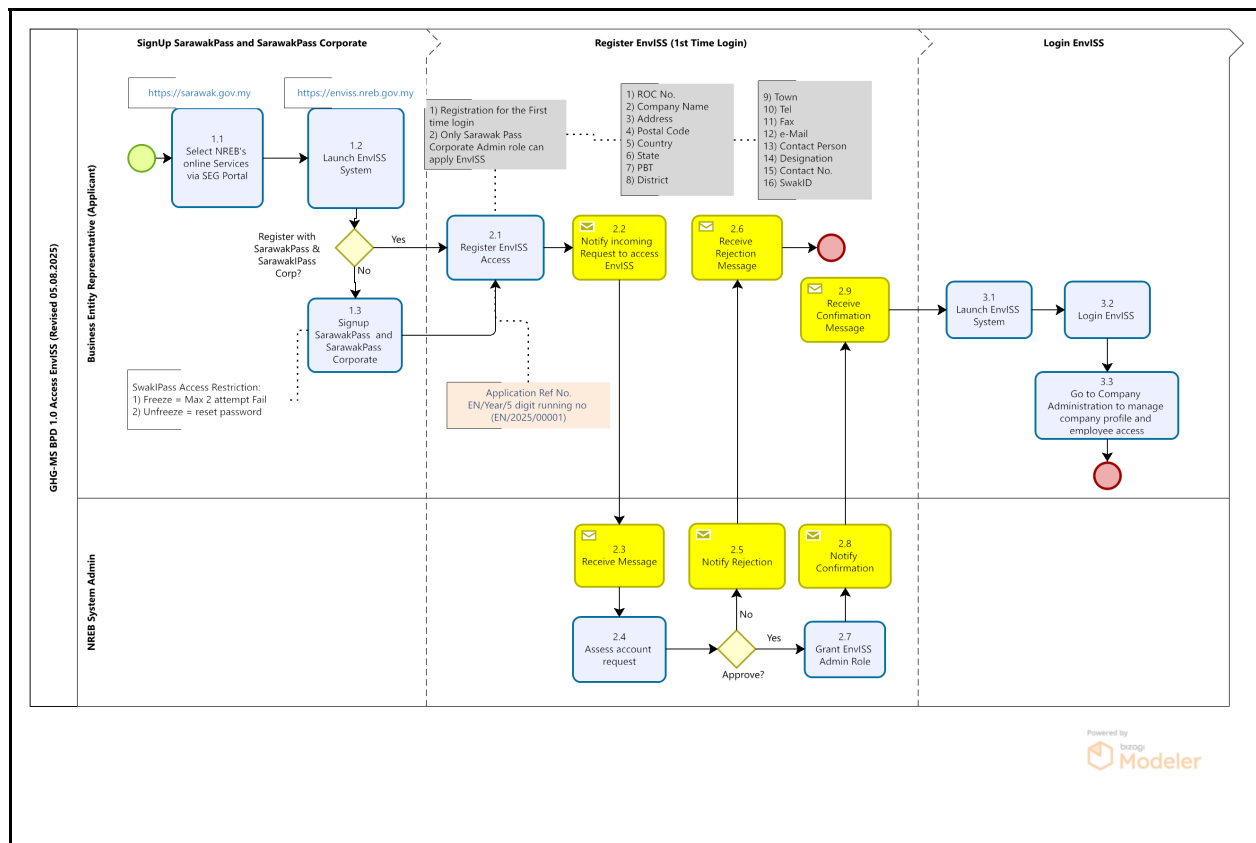 GHG-MS BPD 1.0 Access EnvISS (Revised 05.08.2025)
SignUp SarawakPass and SarawakPass Corporate
Register EnvISS (1st Time Login)
Login EnvISS
Business Entity Representative (Applicant)
https://sarawak.gov.my
https://enviss.nreb.gov.my
1.1
Select NREB's
online Services
via SEG Portal
1.2
Launch EnvISS
System
Register with
SarawakPass &
SarawakIPass
Corp?
Yes
No
1.3
Signup
SarawakPass and
SarawakPass
Corporate
SwakIPass Access Restriction:
1) Freeze = Max 2 attempt Fail
2) Unfreeze = reset password
1) Registration for the First
time login
2) Only Sarawak Pass
Corporate Admin role can
apply EnvISS
1) ROC No.
2) Company Name
3) Address
4) Postal Code
5) Country
6) State
7) PBT
8) District
9) Town
10) Tel
11) Fax
12) e-Mail
13) Contact Person
14) Designation
15) Contact No.
16) SwakID
2.1
Register EnvISS
Access
2.2
Notify incoming
Request to access
EnvISS
2.6
Receive
Rejection
Message
2.9
Receive
Confimation
Message
Application Ref No.
EN/Year/5 digit running no
(EN/2025/00001)
3.1
Launch EnvISS
System
3.2
Login EnvISS
3.3
Go to Company
Administration to manage
company profile and
employee access
NREB System Admin
2.3
Receive Message
2.4
Assess account
request
2.5
Notify Rejection
No
Yes
Approve?
2.8
Notify
Confirmation
2.7
Grant EnvISS
Admin Role
Powered by
bizagi
Modeler